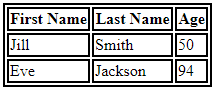 First Name Last Name Age
Jill Smith 50
Eve Jackson 94